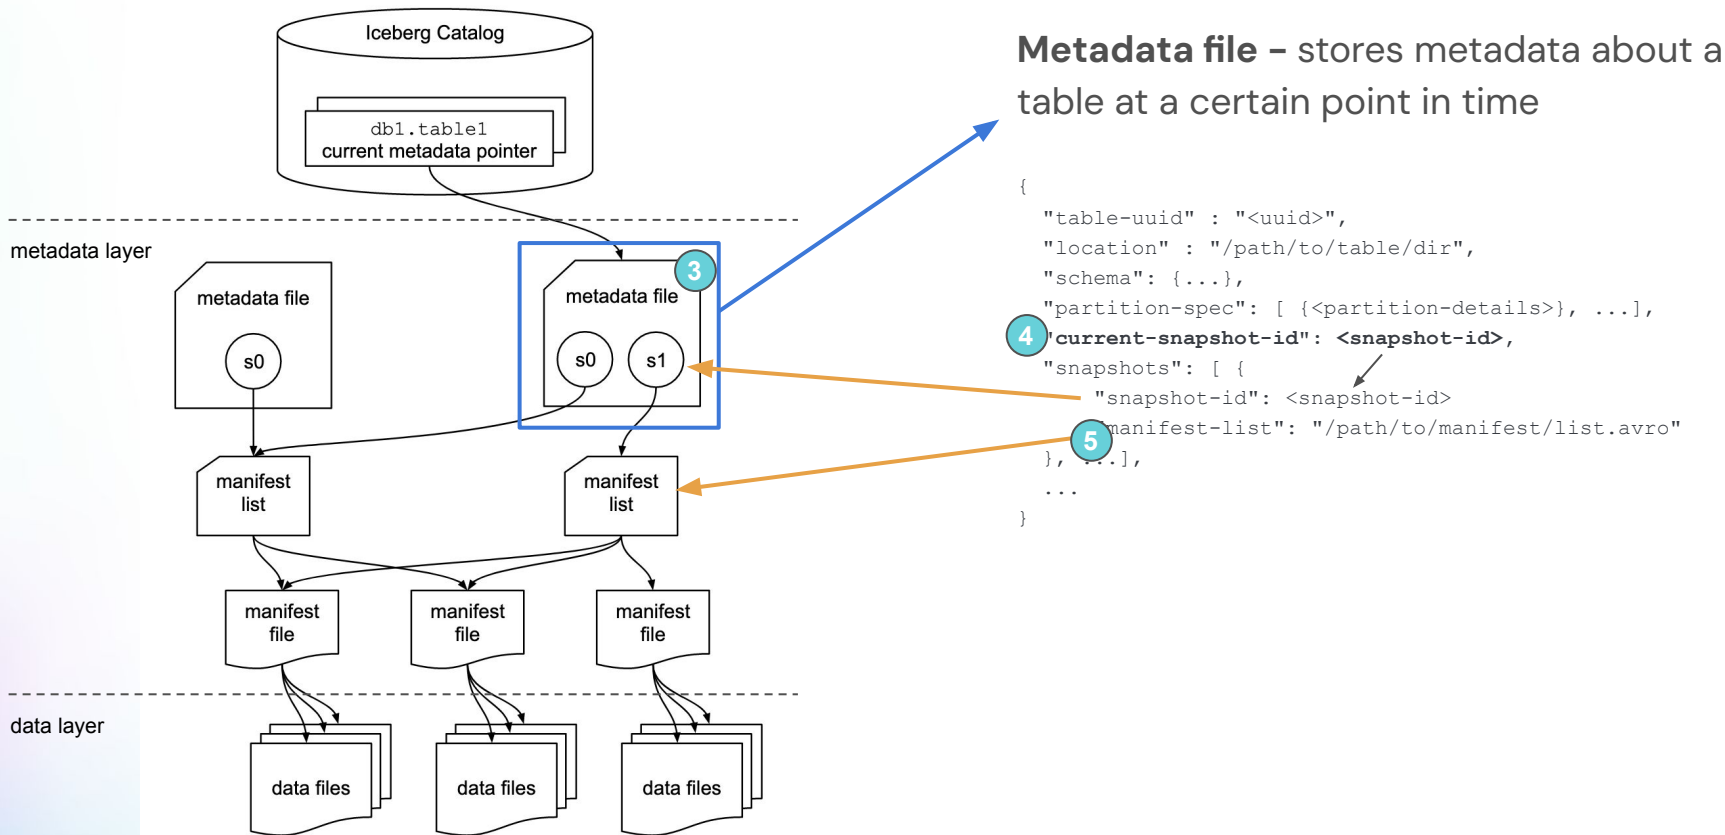 Iceberg Catalog
db1.table1
current metadata pointer
metadata layer
metadata file
s0
metadata file
3
s0
s1
manifest
list
manifest
list
manifest
file
manifest
file
manifest
file
data layer
data files
data files
data files
Metadata file – stores metadata about a
table at a certain point in time
{
"table-uuid" : "<uuid>",
"location" : "/path/to/table/dir",
"schema": {...},
"partition-spec": [ {<partition-details>}, ...],
4
"current-snapshot-id": <snapshot-id>,
"snapshots": [ {
"snapshot-id": <snapshot-id>
5
manifest-list": "/path/to/manifest/list.avro"
}, ...],
...
}